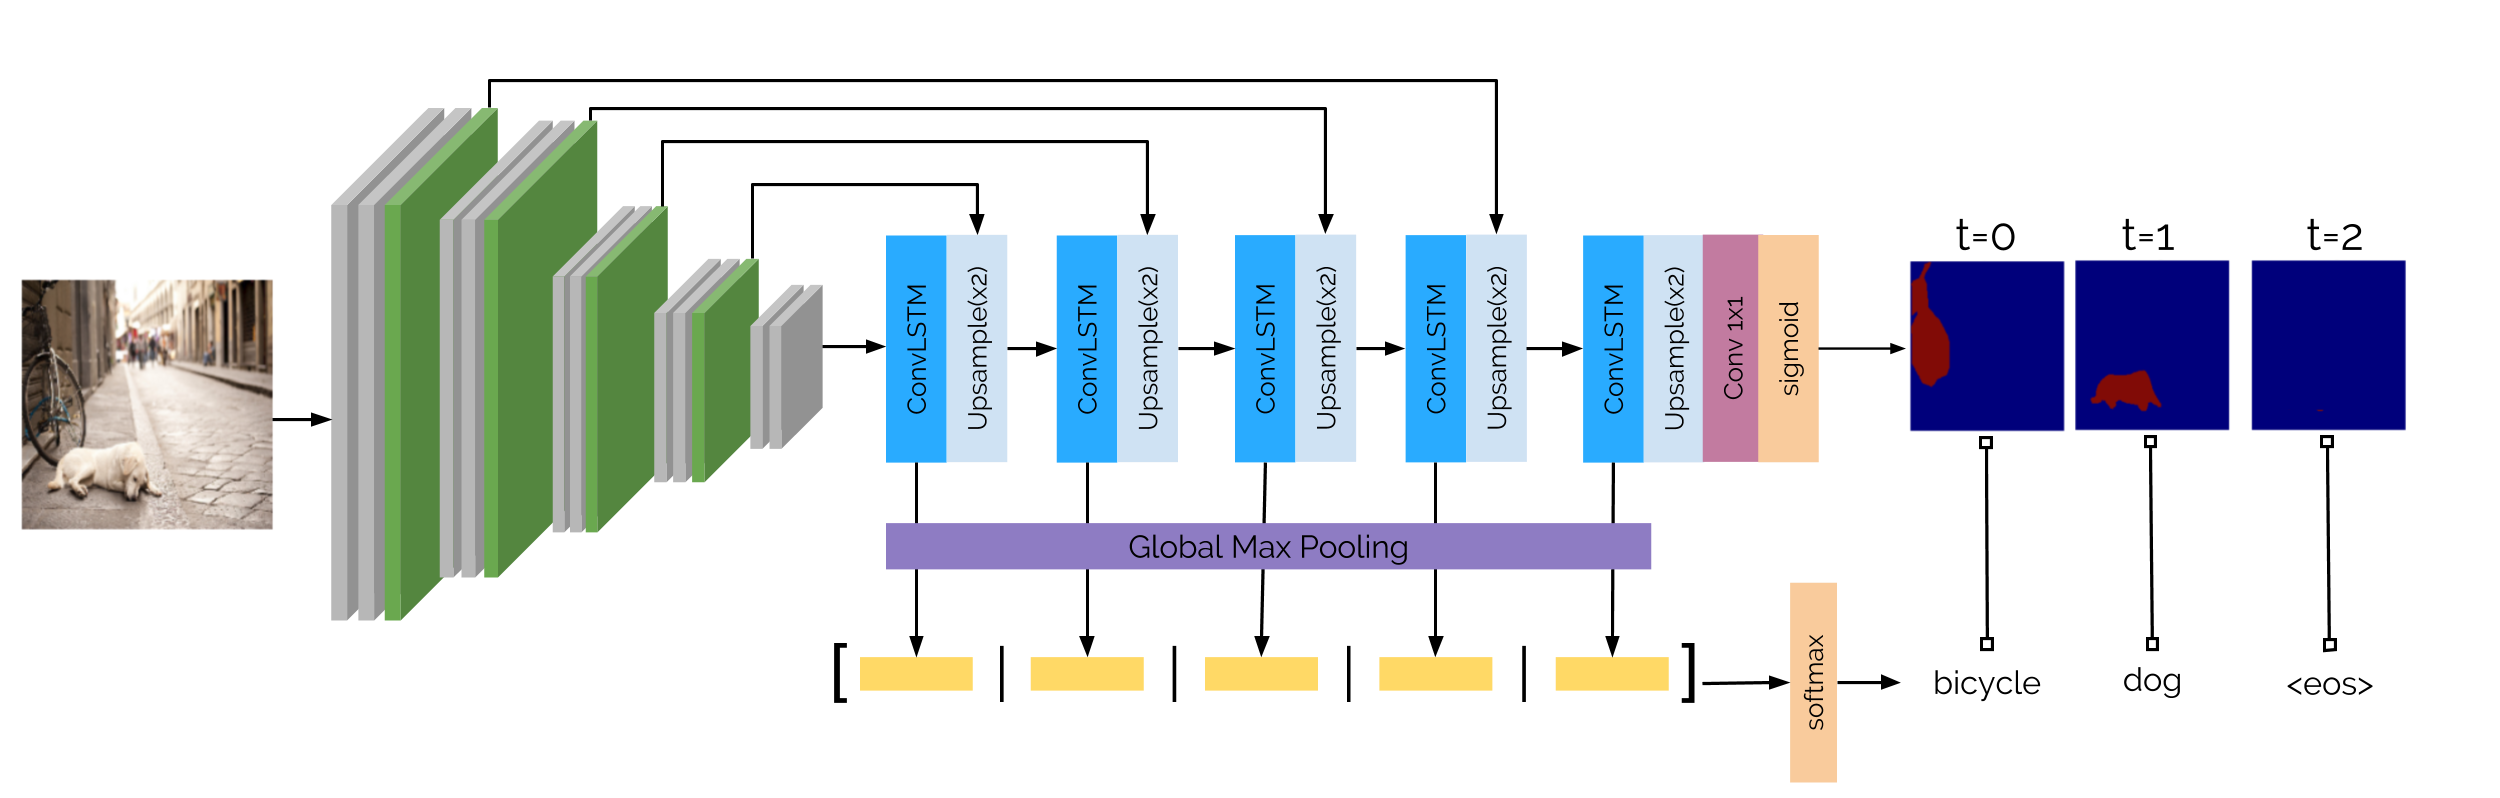 t=0
t=1
t=2
ConvLSTM
Upsample(x2)
ConvLSTM
Upsample(x2)
ConvLSTM
Upsample(x2)
ConvLSTM
Upsample(x2)
ConvLSTM
Upsample(x2)
Conv 1x1
sigmoid
Global Max Pooling
softmax
bicycle
dog
<eos>